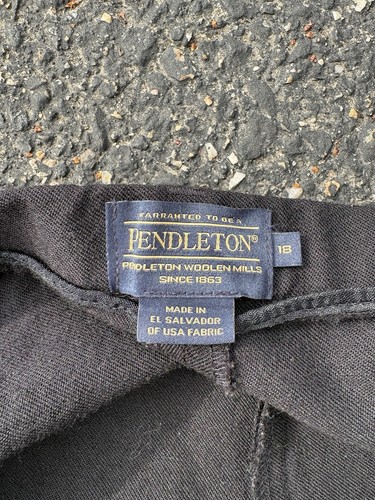 WARRANTED TO BE A
PENDLETON®
18
PENDLETON WOOLEN MILLS
SINCE 1863
MADE IN
EL SALVADOR
OF USA FABRIC